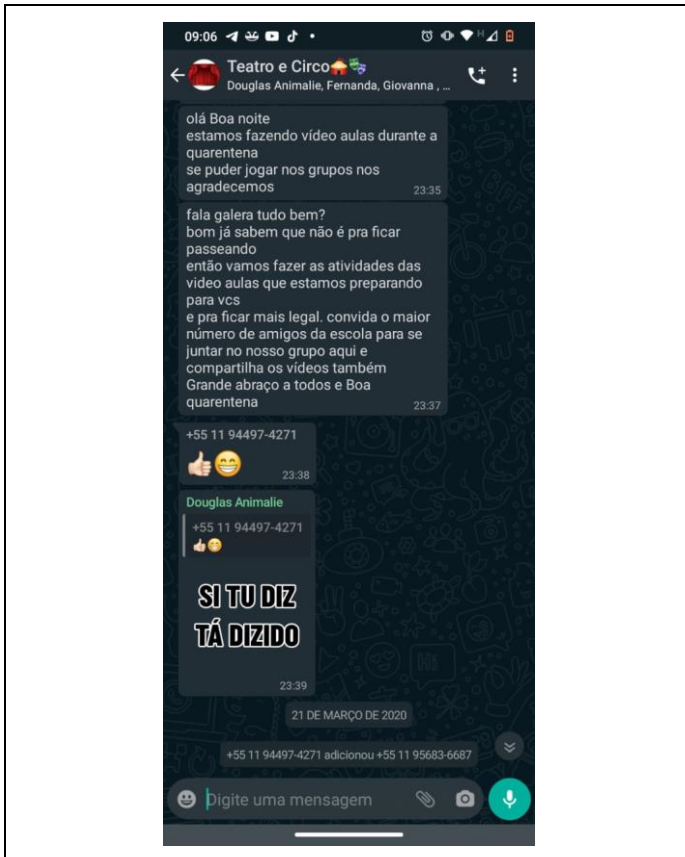 09:06
Teatro e Circo
Douglas Animalie, Fernanda, Giovanna , ...
olá Boa noite
estamos fazendo vídeo aulas durante a
quarentena
se puder jogar nos grupos nos
agradecemos
23:35
fala galera tudo bem?
bom já sabem que não é pra ficar
passeando
então vamos fazer as atividades das
video aulas que estamos preparando
para vcs
e pra ficar mais legal. convida o maior
número de amigos da escola para se
juntar no nosso grupo aqui e
compartilha os vídeos também
Grande abraço a todos e Boa
quarentena
23:37
+55 11 94497-4271
23:38
Douglas Animalie
+55 11 94497-4271
SI TU DIZ
TÁ DIZIDO
23:39
21 DE MARÇO DE 2020
+55 11 94497-4271 adicionou +55 11 95683-6687
Digite uma mensagem